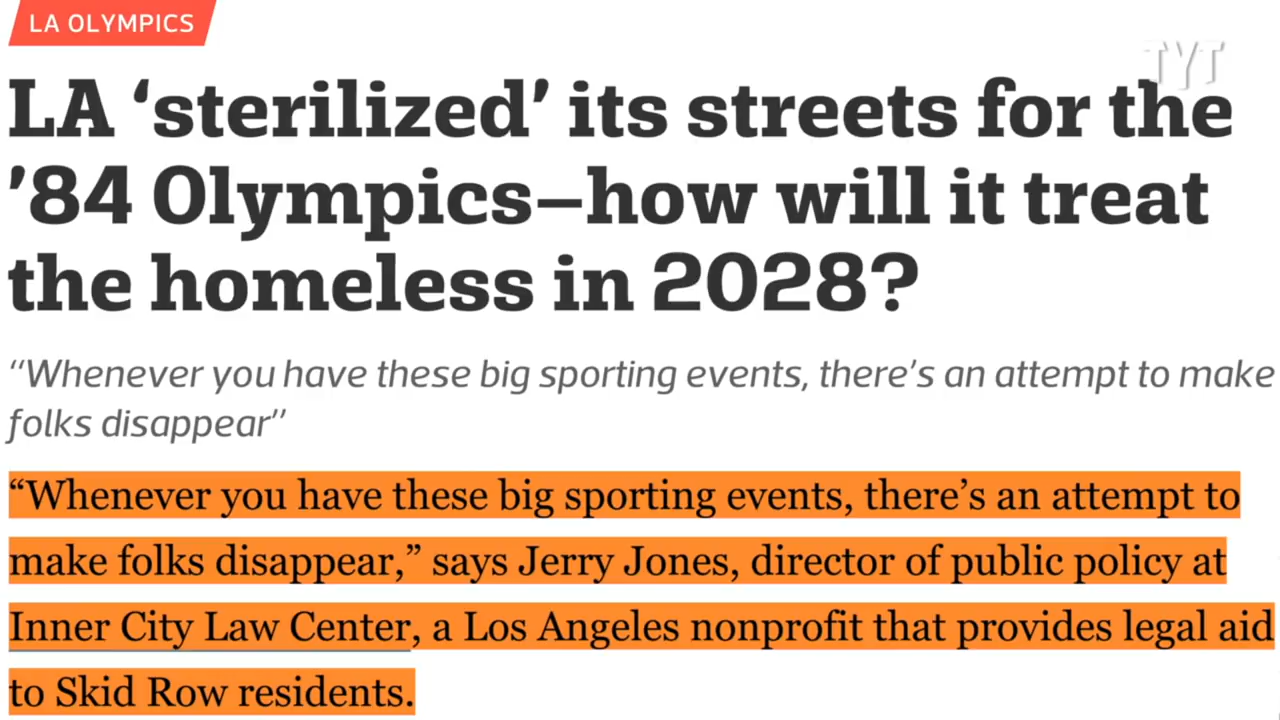 LA OLYMPICS
TYT
LA ‘sterilized’ its streets for the
’84 Olympics—how will it treat
the homeless in 2028?
“Whenever you have these big sporting events, there’s an attempt to make
folks disappear”
“Whenever you have these big sporting events, there’s an attempt to
make folks disappear,” says Jerry Jones, director of public policy at
Inner City Law Center, a Los Angeles nonprofit that provides legal aid
to Skid Row residents.